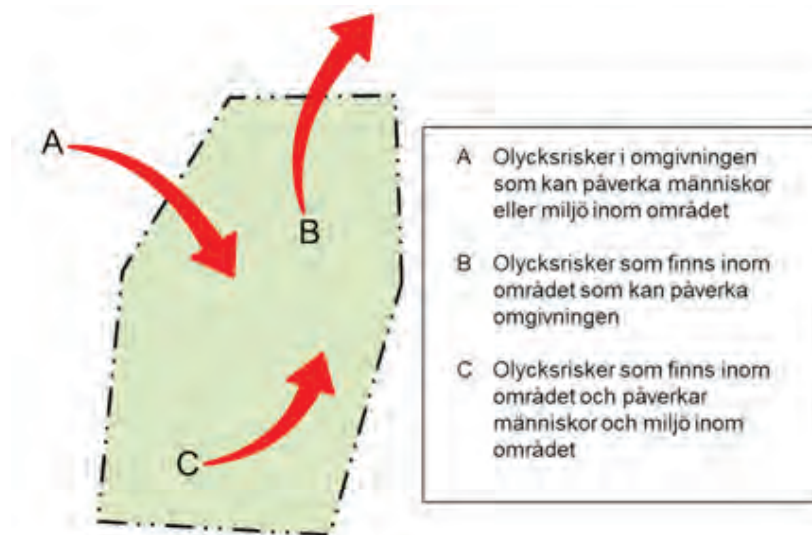 A
B
C
A Olycksrisker i omgivningen
som kan påverka människor
eller miljö inom området
B Olycksrisker som finns inom
området som kan påverka
omgivningen
C Olycksrisker som finns inom
området och påverkar
människor och miljö inom
området